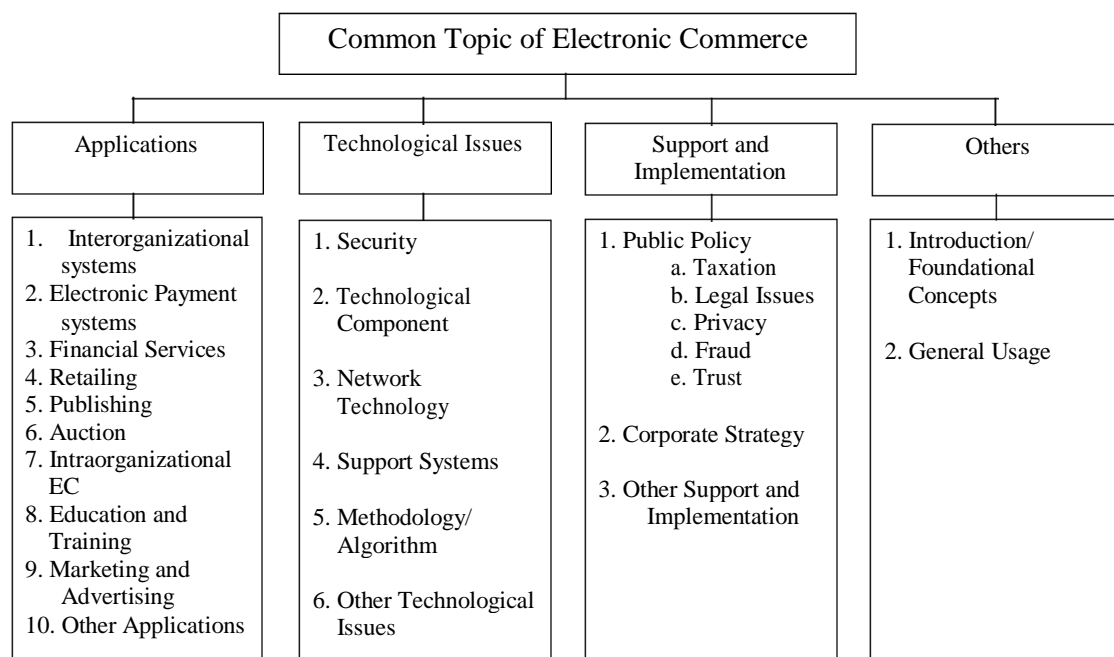 Common Topic of Electronic Commerce
Applications
1. Interorganizational
systems
2. Electronic Payment
systems
3. Financial Services
4. Retailing
5. Publishing
6. Auction
7. Intraorganizational
EC
8. Education and
Training
9. Marketing and
Advertising
10. Other Applications
Technological Issues
1. Security
2. Technological
Component
3. Network
Technology
4. Support Systems
5. Methodology/
Algorithm
6. Other Technological
Issues
Support and
Implementation
1. Public Policy
a. Taxation
b. Legal Issues
c. Privacy
d. Fraud
e. Trust
2. Corporate Strategy
3. Other Support and
Implementation
Others
1. Introduction/
Foundational
Concepts
2. General Usage